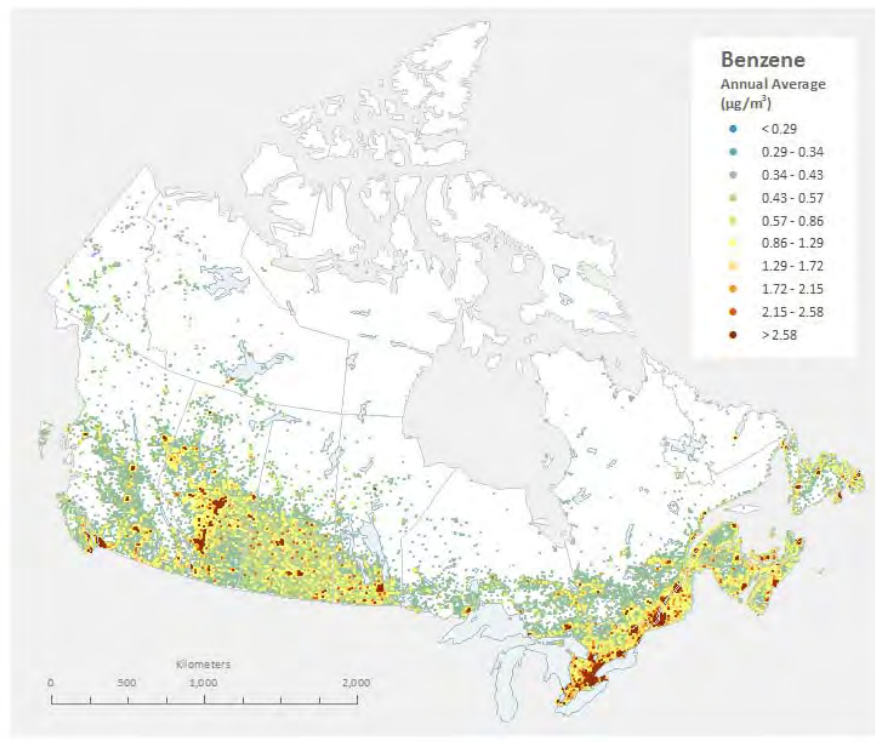 Benzene
Annual Average
(µg/m³)
< 0.29
0.29 - 0.34
0.34 - 0.43
0.43 - 0.57
0.57 - 0.86
0.86 - 1.29
1.29 - 1.72
1.72 - 2.15
2.15 - 2.58
> 2.58
Kilometers
0 500 1,000 2,000